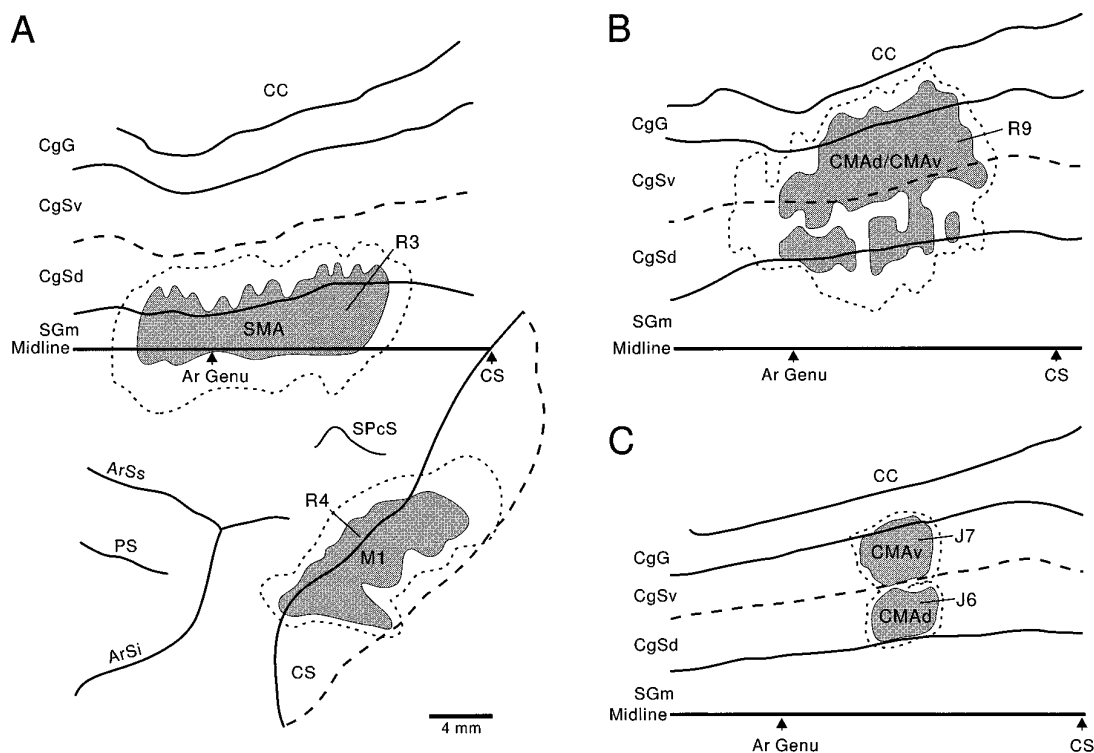 A
CC
CgG
CgSv
CgSd
R3
SMA
SGm
Midline
Ar Genu
CS
SPcS
ArSs
R4
PS
M1
ArSi
CS
4 mm
B
CC
CgG
R9
CMAd/CMAv
CgSv
CgSd
SGm
Midline
Ar Genu
CS
C
CC
J7
CMAv
CgG
CgSv
J6
CMAd
CgSd
SGm
Midline
Ar Genu
CS